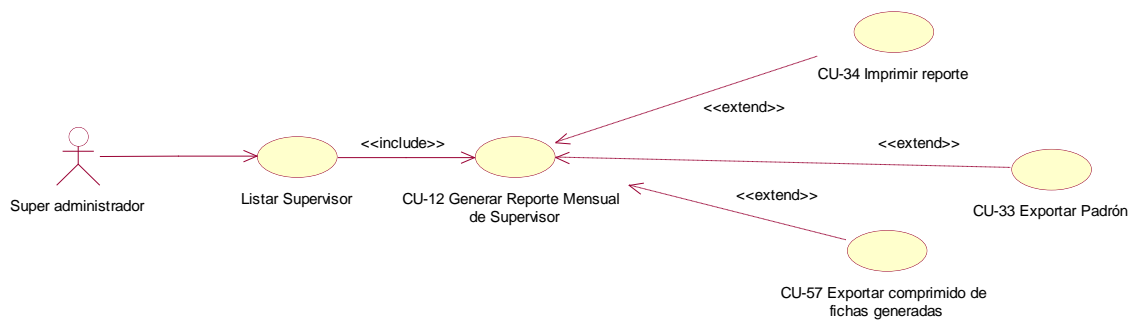 CU-34 Imprimir reporte
<<extend>>
<<include>>
<<extend>>
Super administrador
Listar Supervisor
CU-12 Generar Reporte Mensual
de Supervisor
<<extend>>
CU-33 Exportar Padrón
CU-57 Exportar comprimido de
fichas generadas